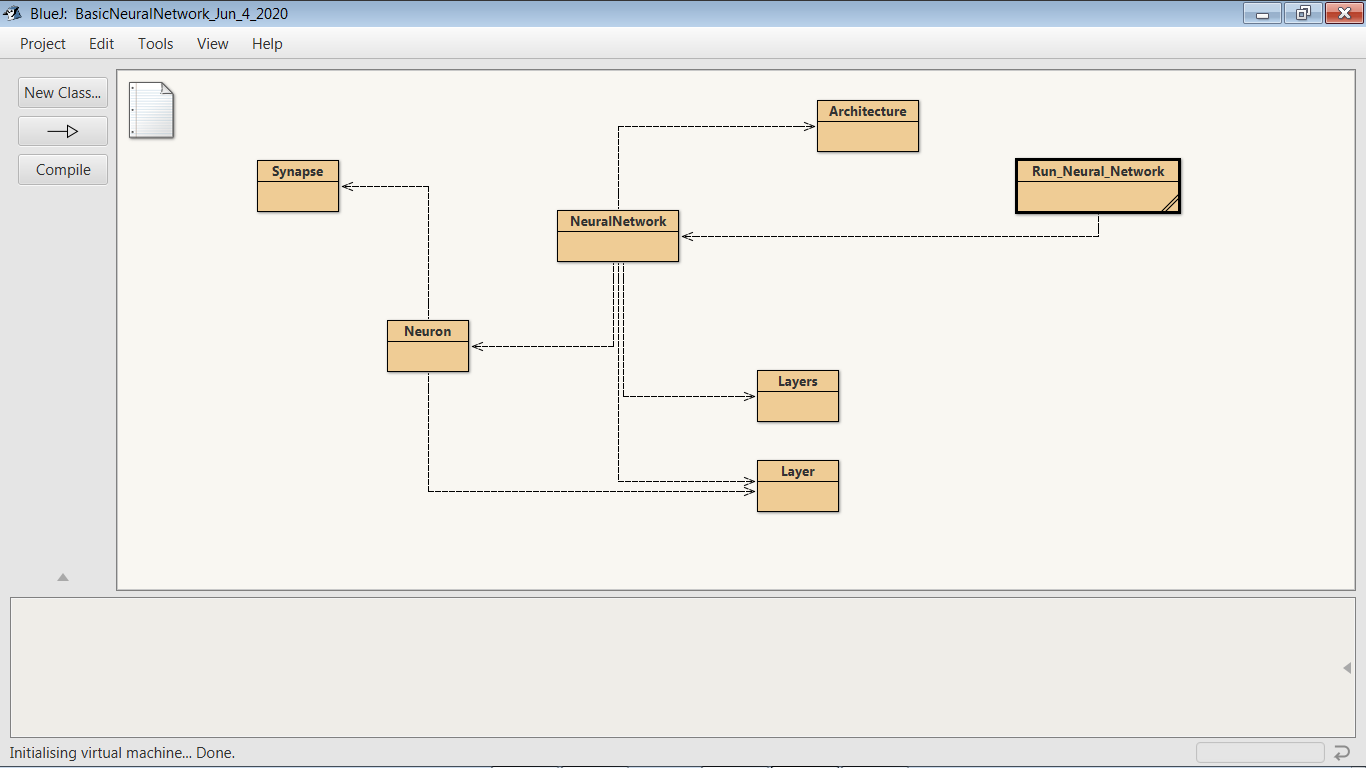 BlueJ: BasicNeuralNetwork_Jun_4_2020
Project Edit Tools View Help
New Class...
Compile
Architecture
Synapse
Run_Neural_Network
NeuralNetwork
Neuron
Layers
Layer
Initialising virtual machine... Done.